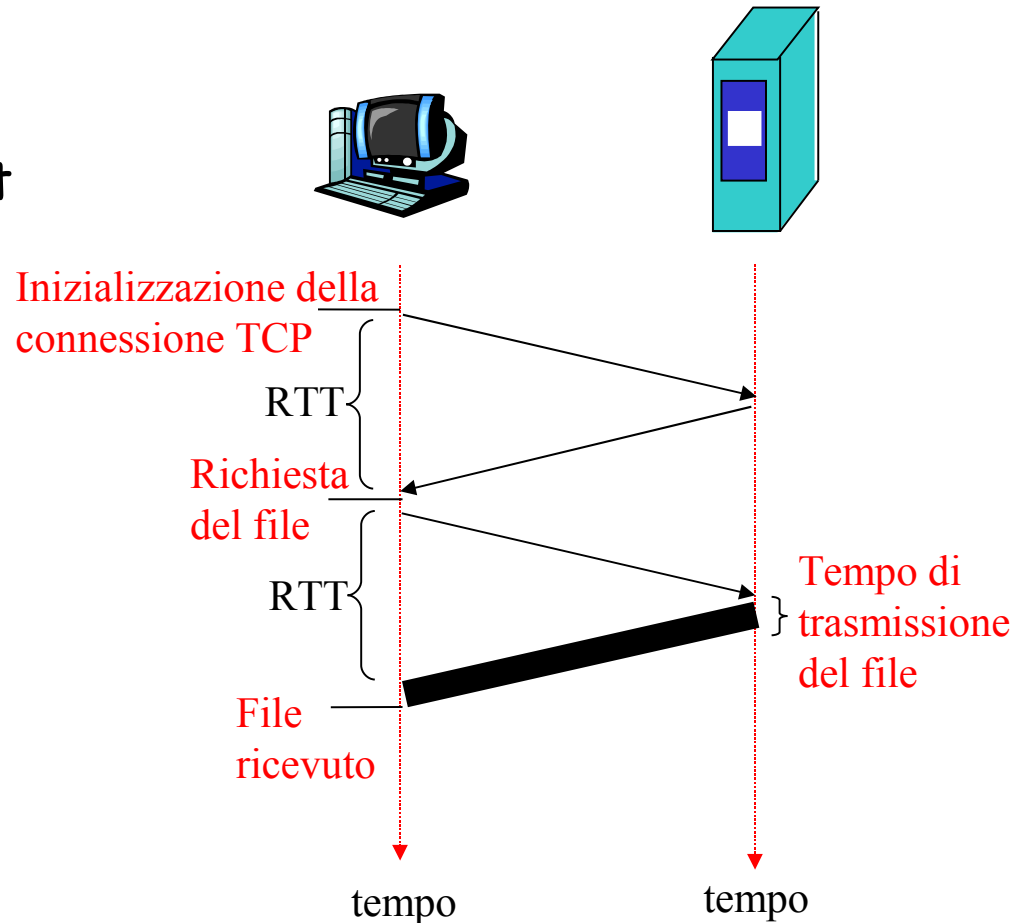 t
Inizializzazione della
connessione TCP
RTT
Richiesta
del file
RTT
Tempo di
trasmissione
del file
File
ricevuto
tempo
tempo